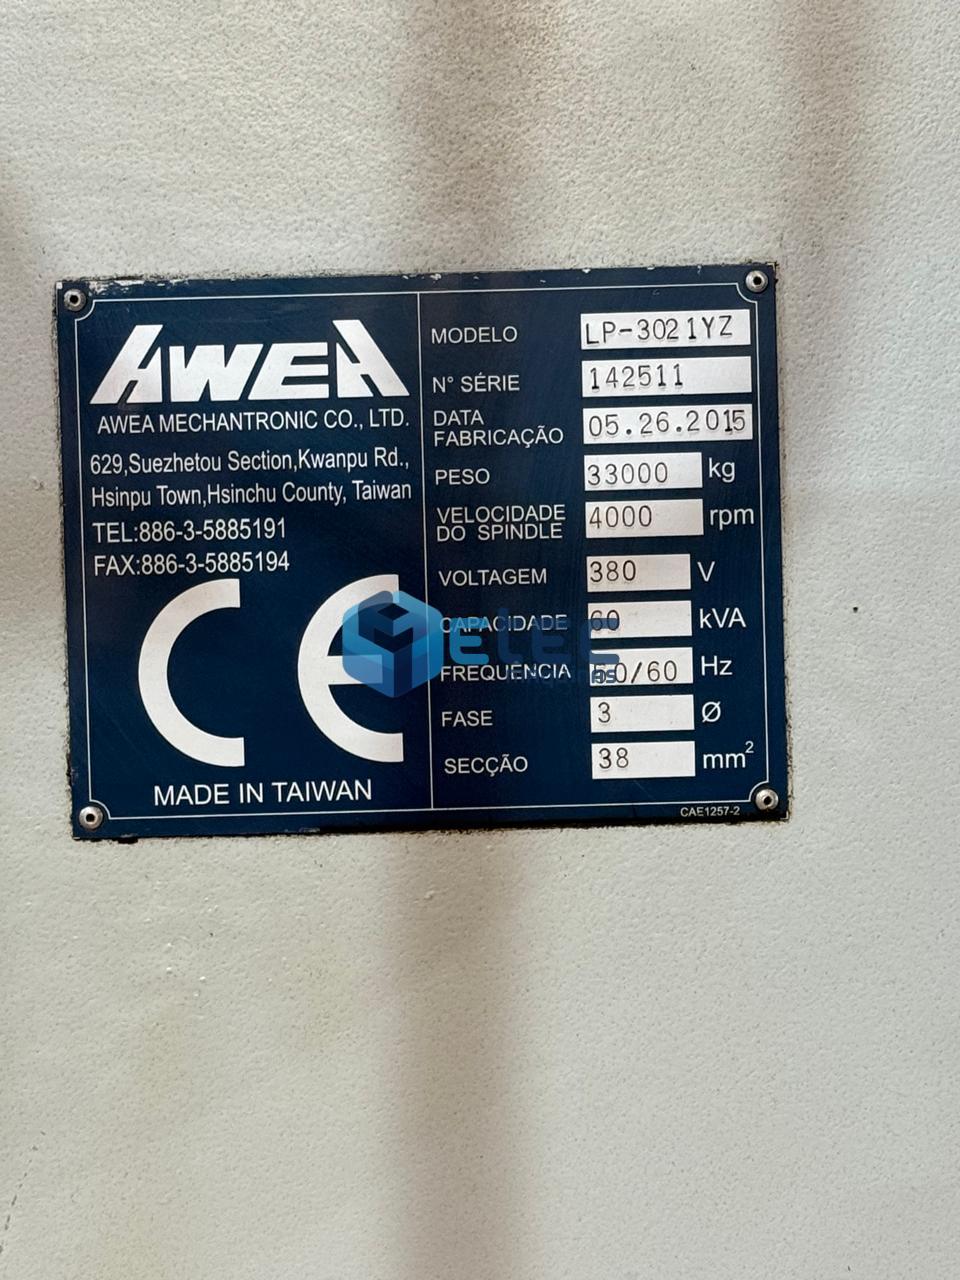 AWEA
AWEA MECHANTRONIC CO., LTD.
629,Suezhetou Section,Kwanpu Rd.,
Hsinpu Town,Hsinchu County, Taiwan
TEL:886-3-5885191
FAX:886-3-5885194
CE
MADE IN TAIWAN
MODELO LP-3021YZ
N° SÉRIE 142511
DATA FABRICAÇÃO 05.26.2015
PESO 33000 kg
VELOCIDADE DO SPINDLE 4000 rpm
VOLTAGEM 380 V
CAPACIDADE 60 kVA
FREQUÊNCIA 50/60 Hz
FASE 3 Ø
SECÇÃO 38 mm²
CAE1257-2
eLeC